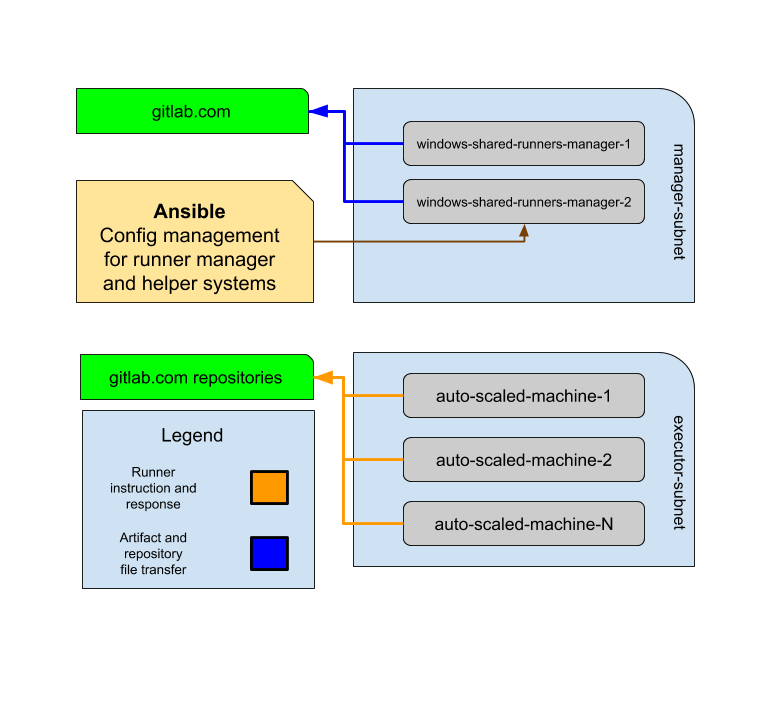 gitlab.com
windows-shared-runners-manager-1
windows-shared-runners-manager-2
manager-subnet
Ansible
Config management
for runner manager
and helper systems
gitlab.com repositories
auto-scaled-machine-1
auto-scaled-machine-2
auto-scaled-machine-N
executor-subnet
Legend
Runner
instruction and
response
Artifact and
repository
file transfer